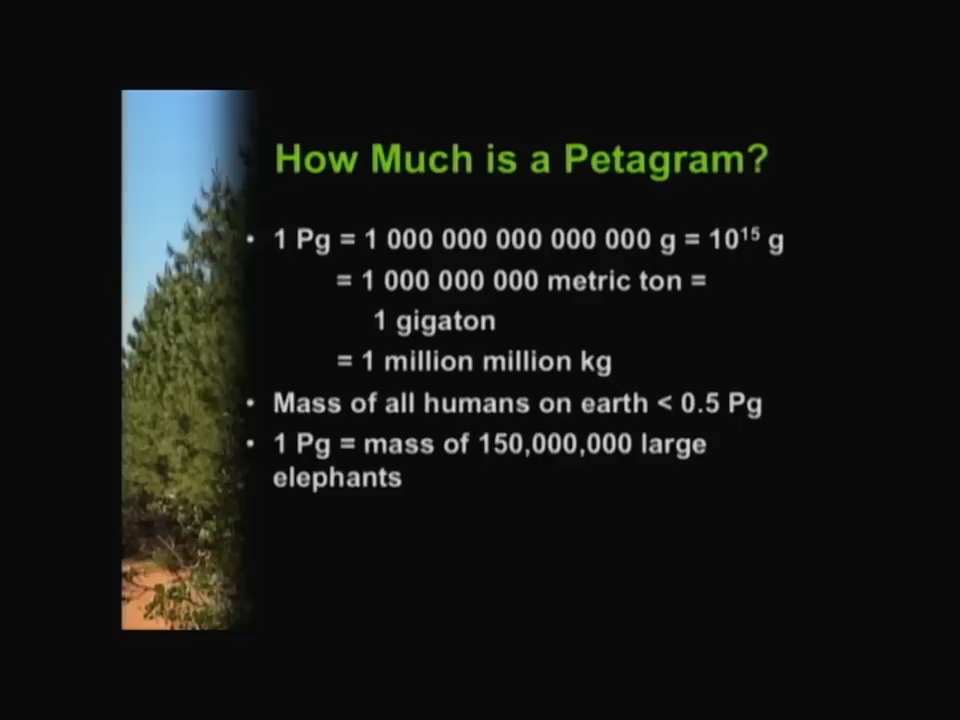 How Much is a Petagram?
• 1 Pg = 1 000 000 000 000 000 g = 10¹⁵ g
= 1 000 000 000 metric ton =
1 gigaton
= 1 million million kg
• Mass of all humans on earth < 0.5 Pg
• 1 Pg = mass of 150,000,000 large
elephants